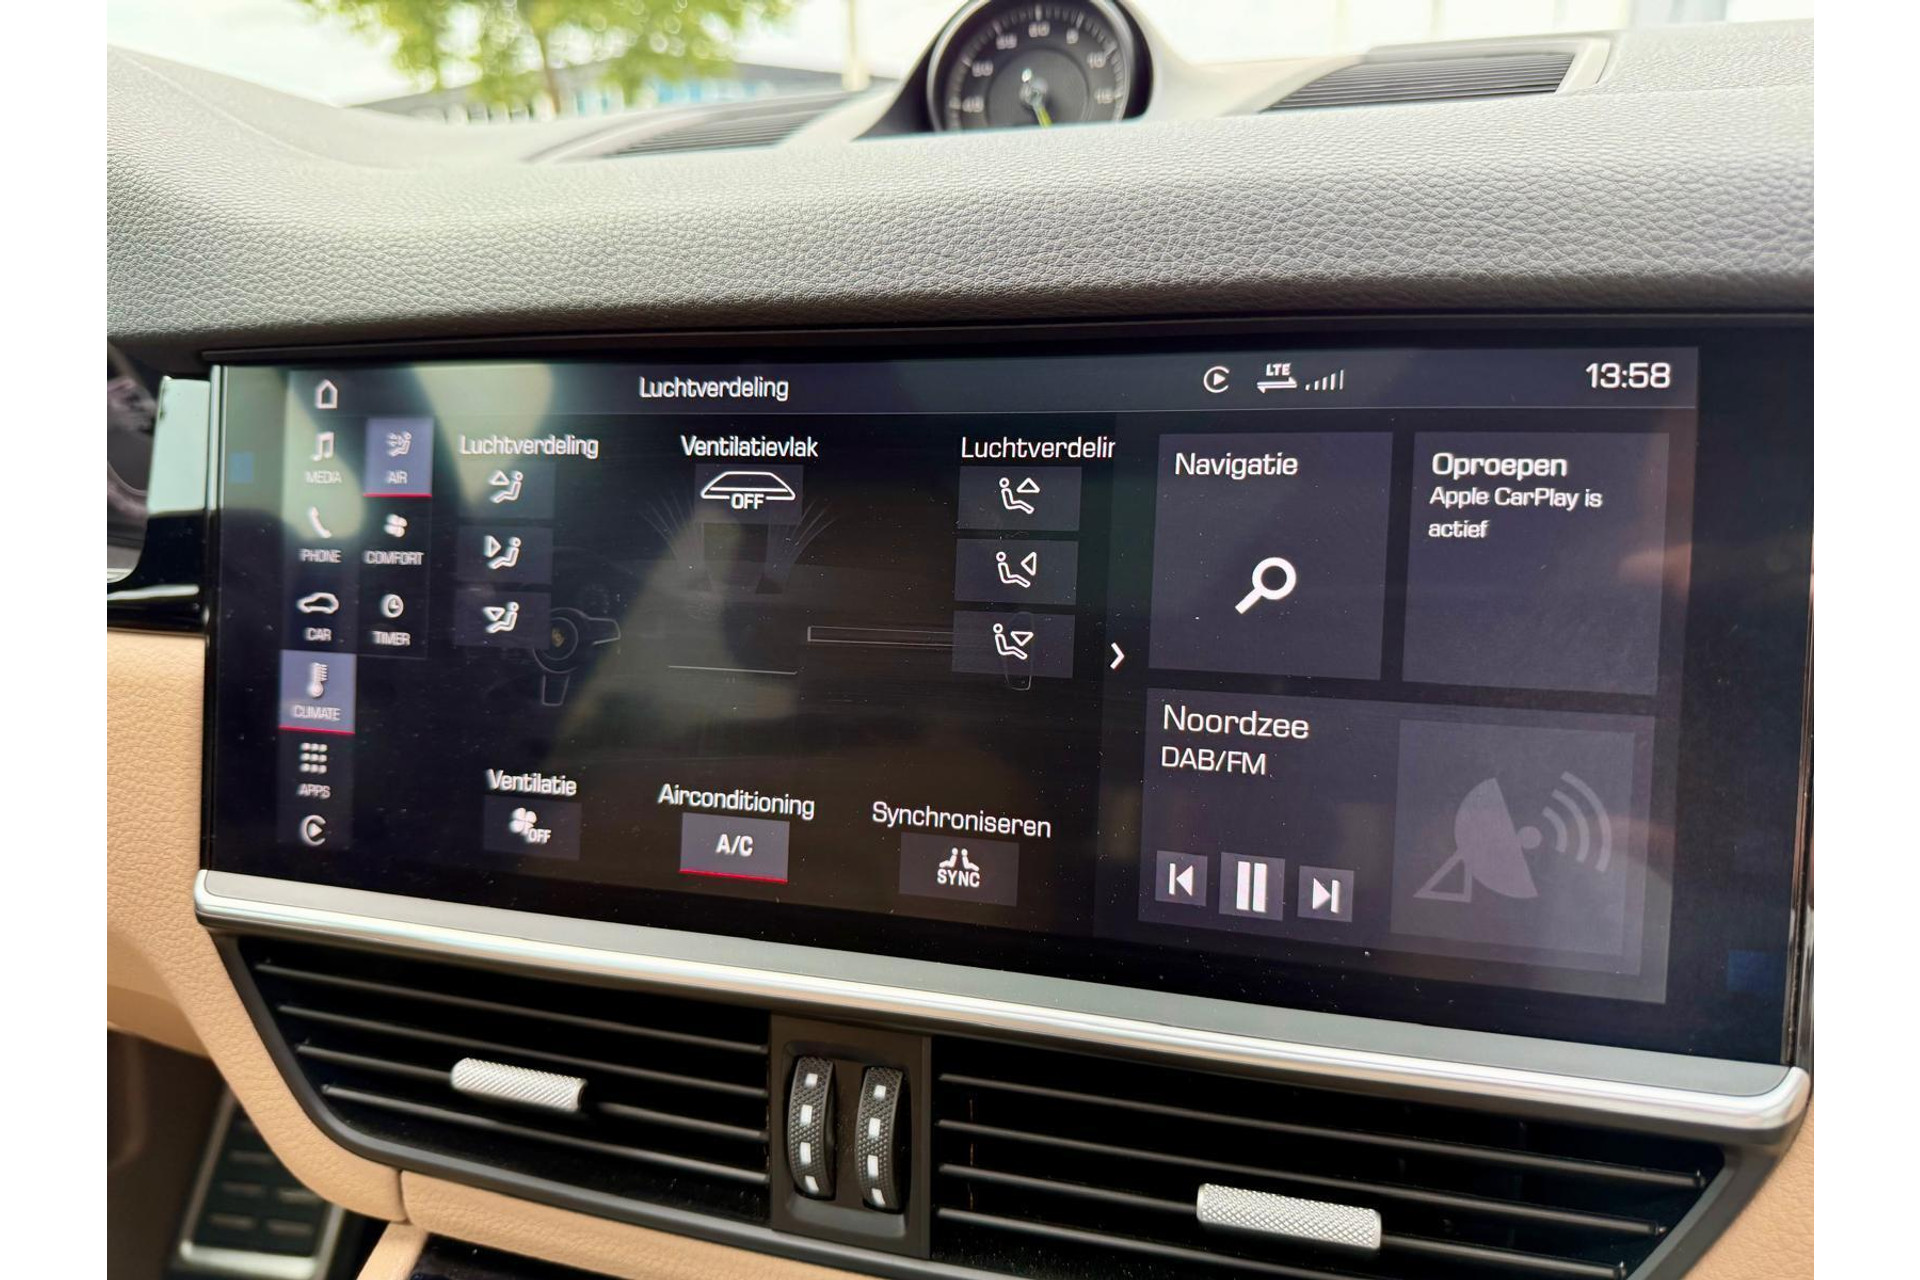 Luchtverdeling
LTE
13:58
MEDIA
PHONE
CAR
CLIMATE
APPS
AIR
COMFORT
TIMER
Luchtverdeling
Ventilatievlak
OFF
Luchtverdelin
Ventilatie
OFF
Airconditioning
A/C
Synchroniseren
SYNC
Navigatie
Oproepen
Apple CarPlay is
actief
Noordzee
DAB/FM